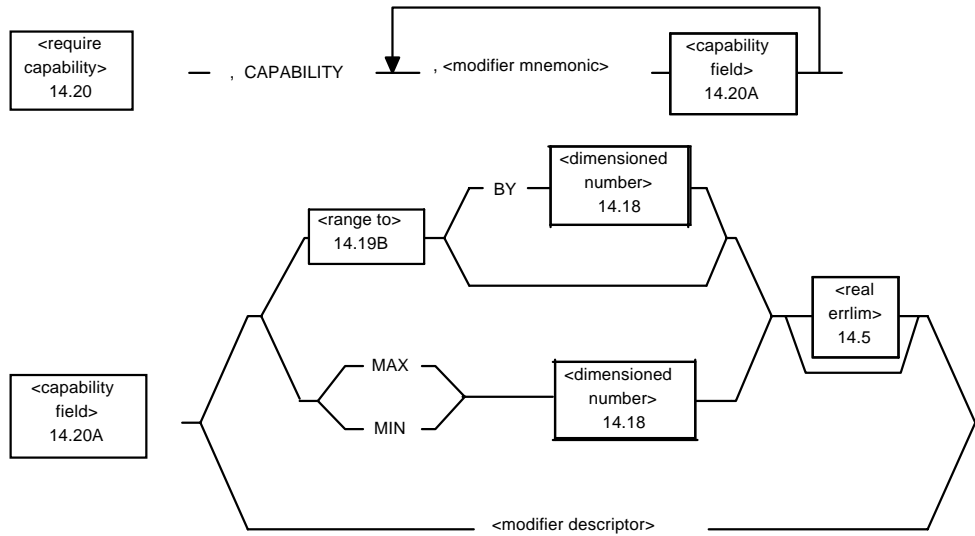 <require
capability>
14.20
, CAPABILITY
, <modifier mnemonic>
<capability
field>
14.20A
<capability
field>
14.20A
<range to>
14.19B
BY
<dimensioned
number>
14.18
MAX
MIN
<dimensioned
number>
14.18
<real
errlim>
14.5
<modifier descriptor>